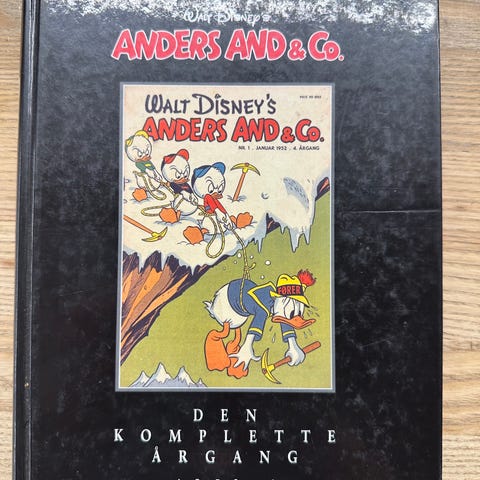 WALT DISNEY'S
ANDERS AND & Co.
WALT DISNEY'S
ANDERS AND & Co.
NR. 1 . JANUAR 1952 . 4. ÅRGANG
FØRER
DEN
KOMPLETTE
ÅRGANG